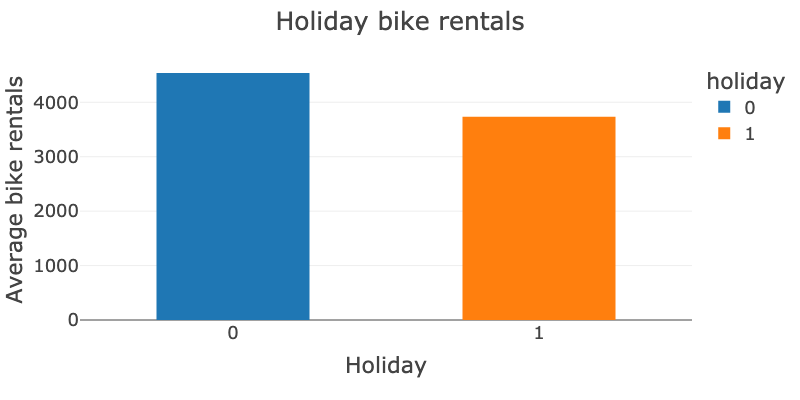 Holiday bike rentals
Average bike rentals
4000
3000
2000
1000
0
0
1
Holiday
holiday
0
1